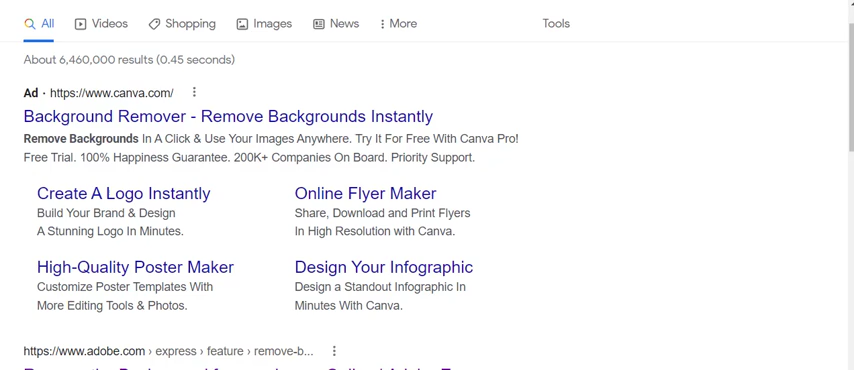 All Videos Shopping Images News More Tools
About 6,460,000 results (0.45 seconds)
Ad · https://www.canva.com/
Background Remover - Remove Backgrounds Instantly
Remove Backgrounds In A Click & Use Your Images Anywhere. Try It For Free With Canva Pro!
Free Trial. 100% Happiness Guarantee. 200K+ Companies On Board. Priority Support.
Create A Logo Instantly
Build Your Brand & Design
A Stunning Logo In Minutes.
Online Flyer Maker
Share, Download and Print Flyers
In High Resolution with Canva.
High-Quality Poster Maker
Customize Poster Templates With
More Editing Tools & Photos.
Design Your Infographic
Design a Standout Infographic In
Minutes With Canva.
https://www.adobe.com › express › feature › remove-b...